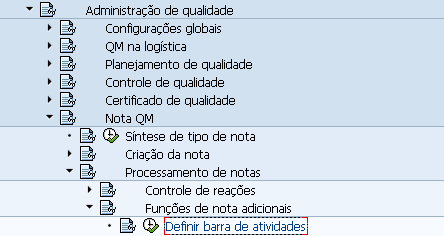 Administração de qualidade
Configurações globais
QM na logística
Planejamento de qualidade
Controle de qualidade
Certificado de qualidade
Nota QM
Síntese de tipo de nota
Criação da nota
Processamento de notas
Controle de reações
Funções de nota adicionais
Definir barra de atividades